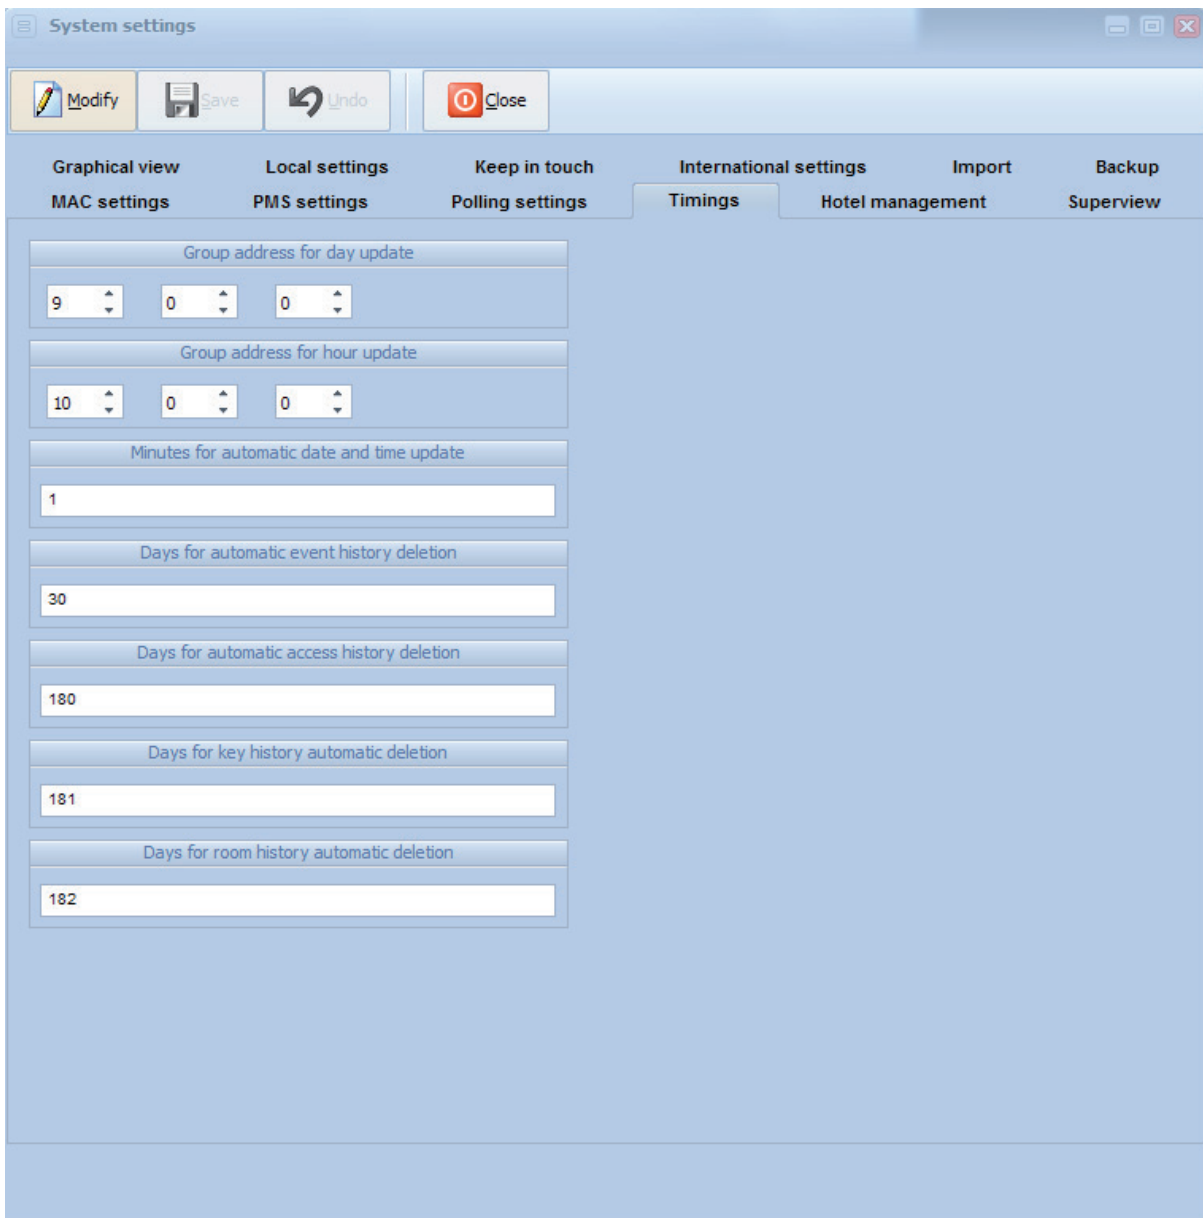 System settings
Modify Save Undo Close
Graphical view Local settings Keep in touch International settings Import Backup
MAC settings PMS settings Polling settings Timings Hotel management Superview
Group address for day update
9 0 0
Group address for hour update
10 0 0
Minutes for automatic date and time update
1
Days for automatic event history deletion
30
Days for automatic access history deletion
180
Days for key history automatic deletion
181
Days for room history automatic deletion
182